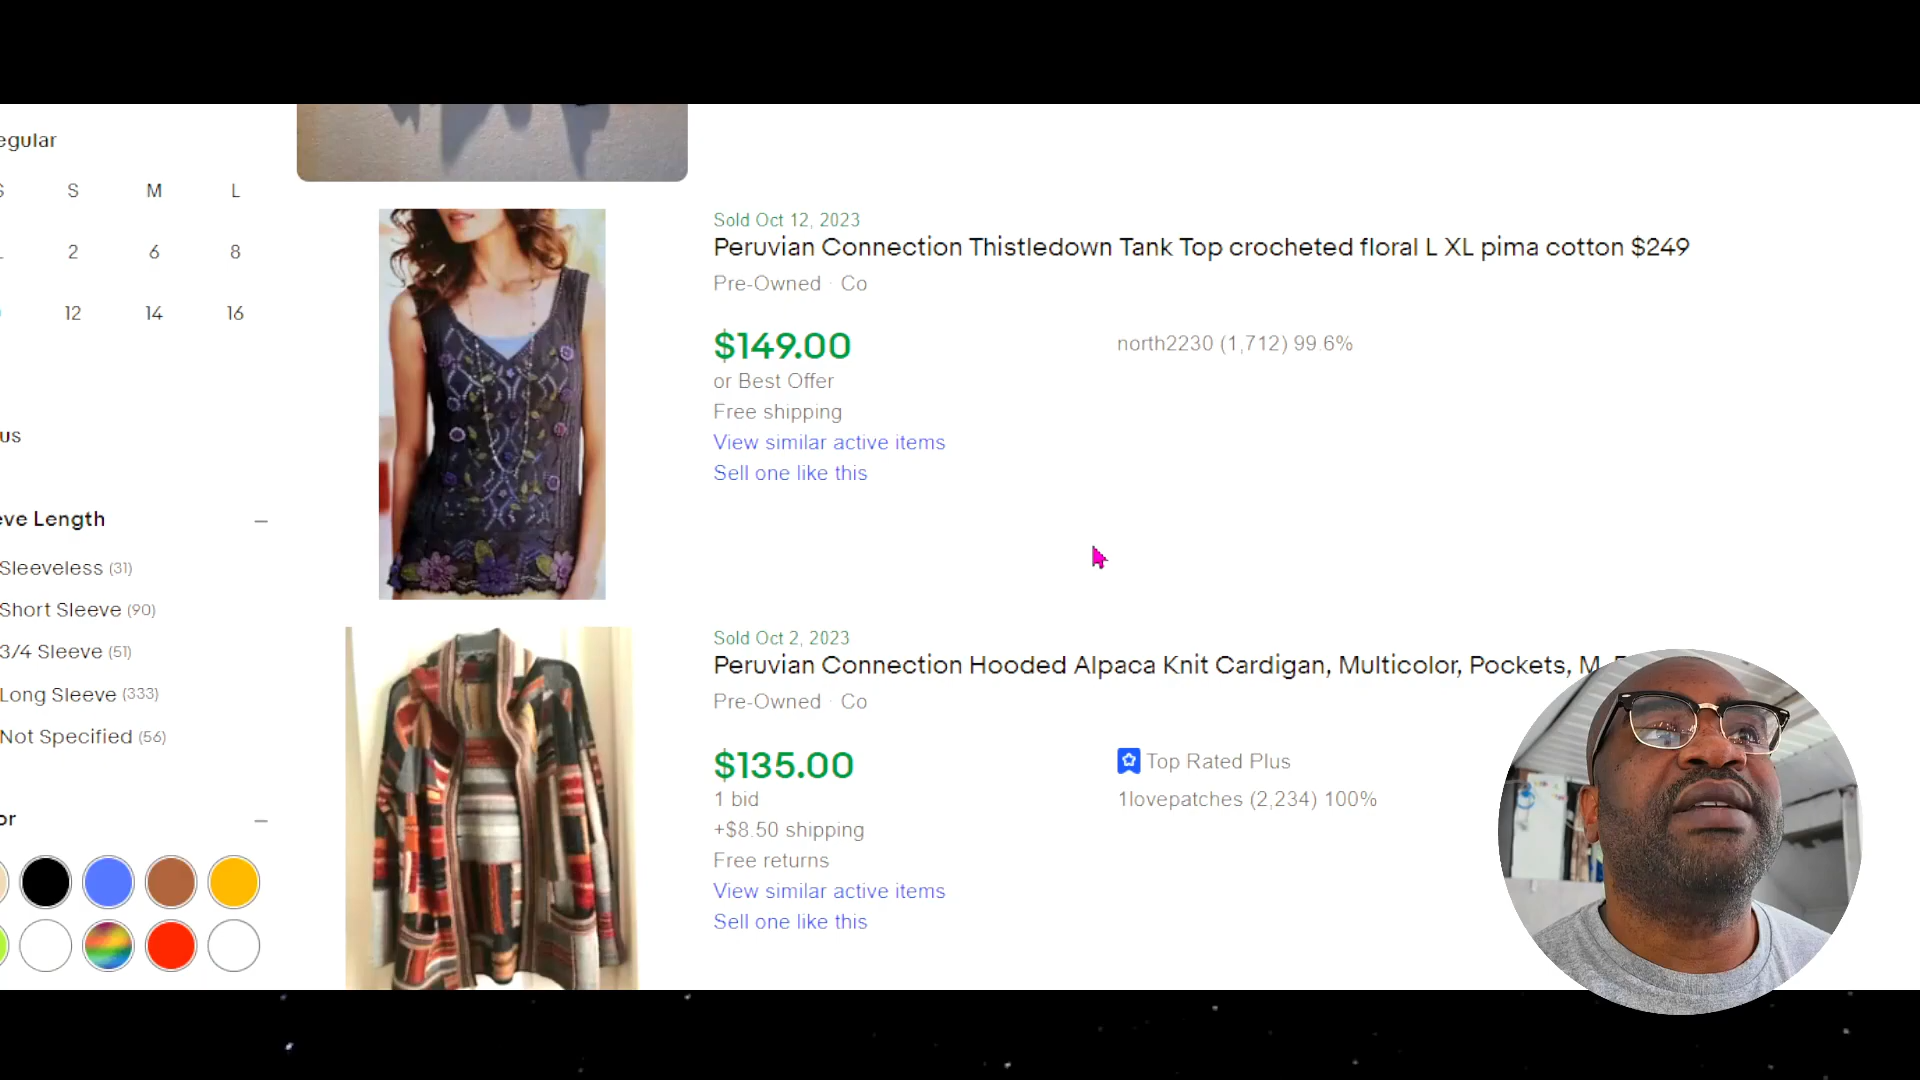 egular
S M L
2 6 8
12 14 16
us
eve Length
Sleeveless (31)
Short Sleeve (90)
3/4 Sleeve (51)
Long Sleeve (333)
Not Specified (56)
or
Sold Oct 12, 2023
Peruvian Connection Thistledown Tank Top crocheted floral L XL pima cotton $249
Pre-Owned · Co
$149.00
north2230 (1,712) 99.6%
or Best Offer
Free shipping
View similar active items
Sell one like this
Sold Oct 2, 2023
Peruvian Connection Hooded Alpaca Knit Cardigan, Multicolor, Pockets, M
Pre-Owned · Co
$135.00
Top Rated Plus
1 bid
1lovepatches (2,234) 100%
+$8.50 shipping
Free returns
View similar active items
Sell one like this